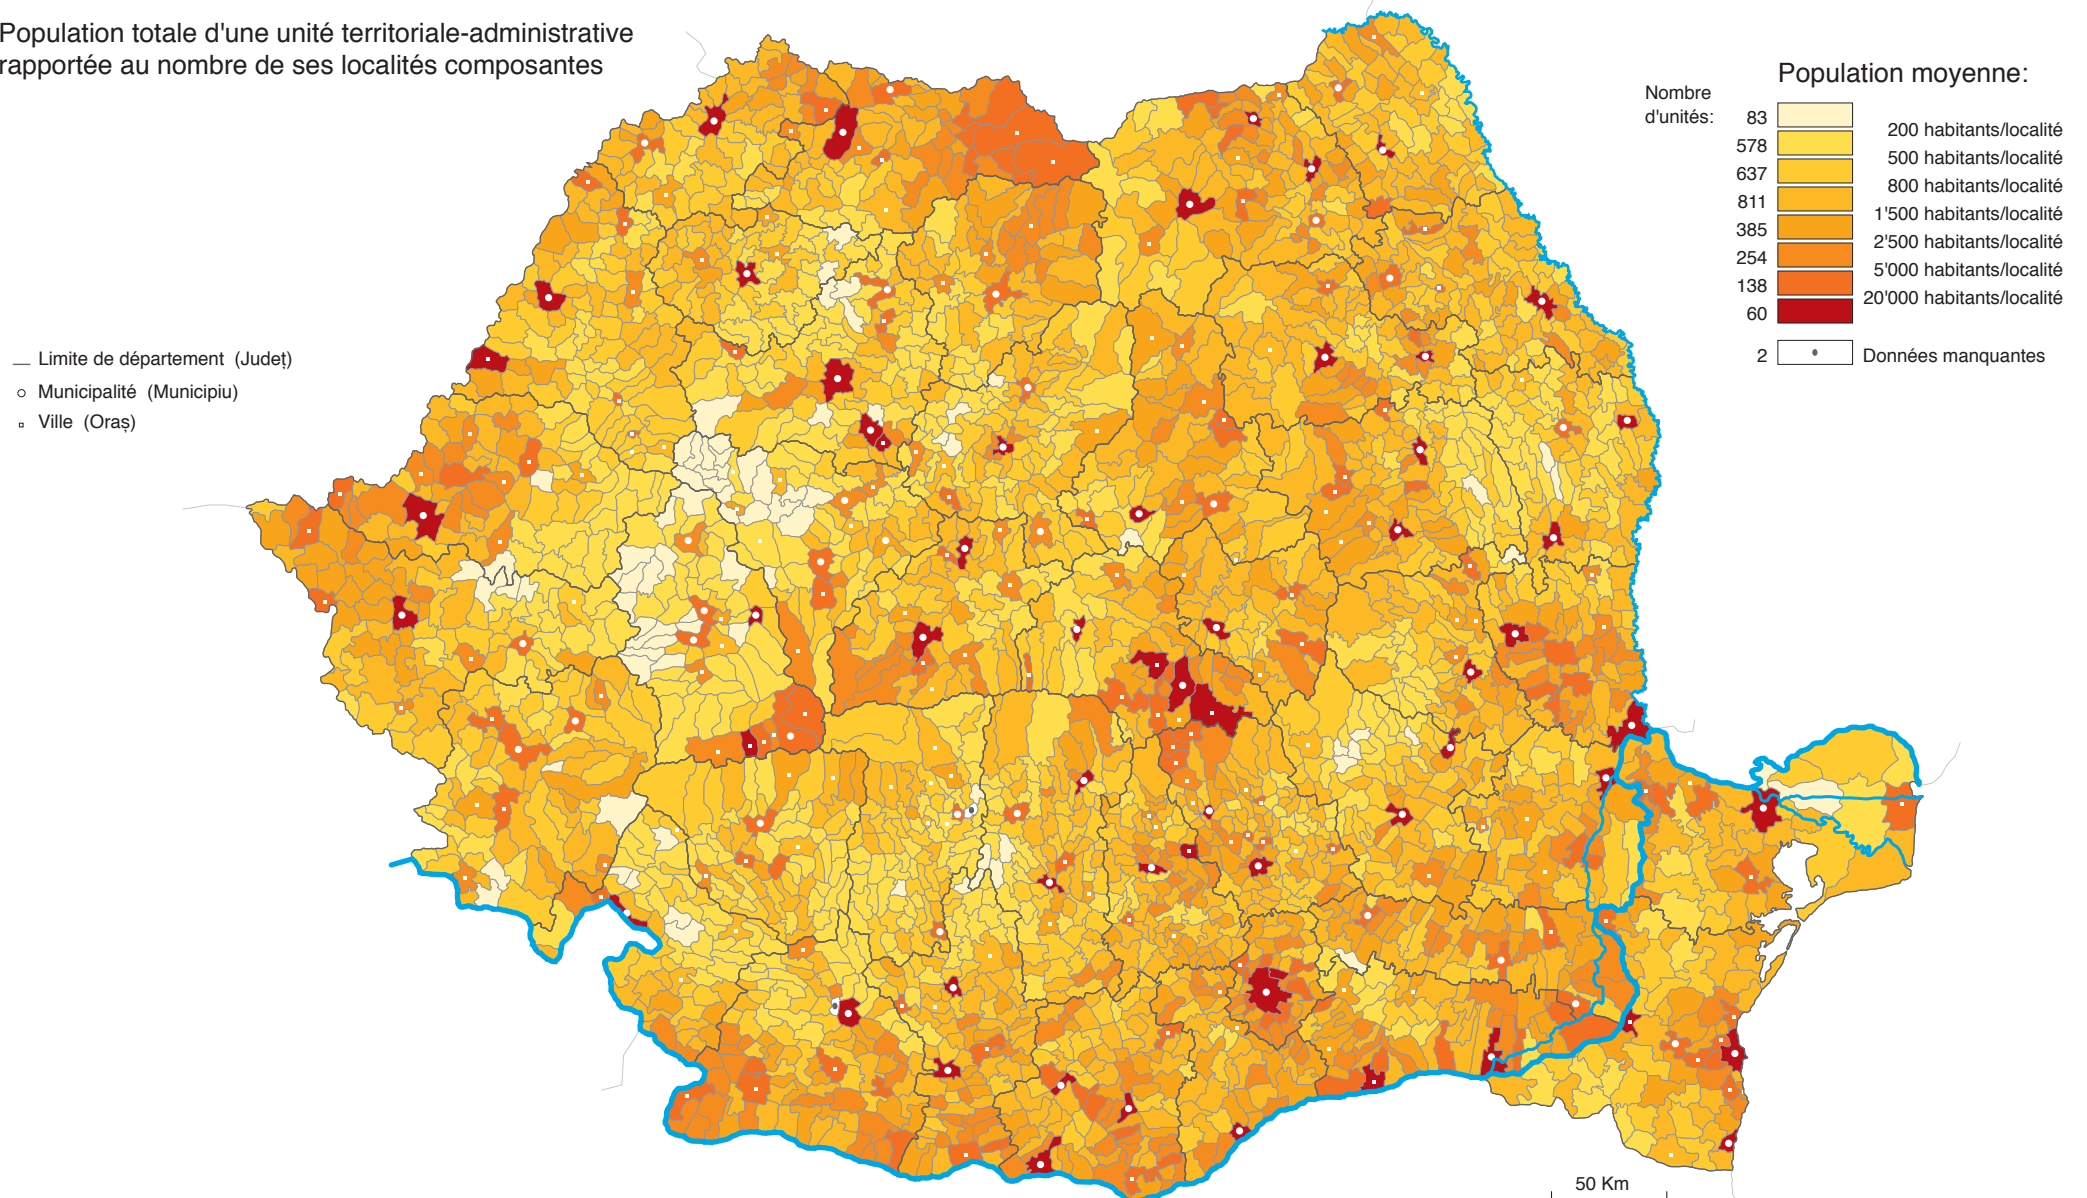 Population totale d'une unité territoriale-administrative
rapportée au nombre de ses localités composantes
Population moyenne:
Nombre
d'unités:
83
200 habitants/localité
578
500 habitants/localité
637
800 habitants/localité
811
1'500 habitants/localité
385
2'500 habitants/localité
254
5'000 habitants/localité
138
20'000 habitants/localité
60
2 Données manquantes
Limite de département (Județ)
Municipalité (Municipiu)
Ville (Oraș)
50 Km